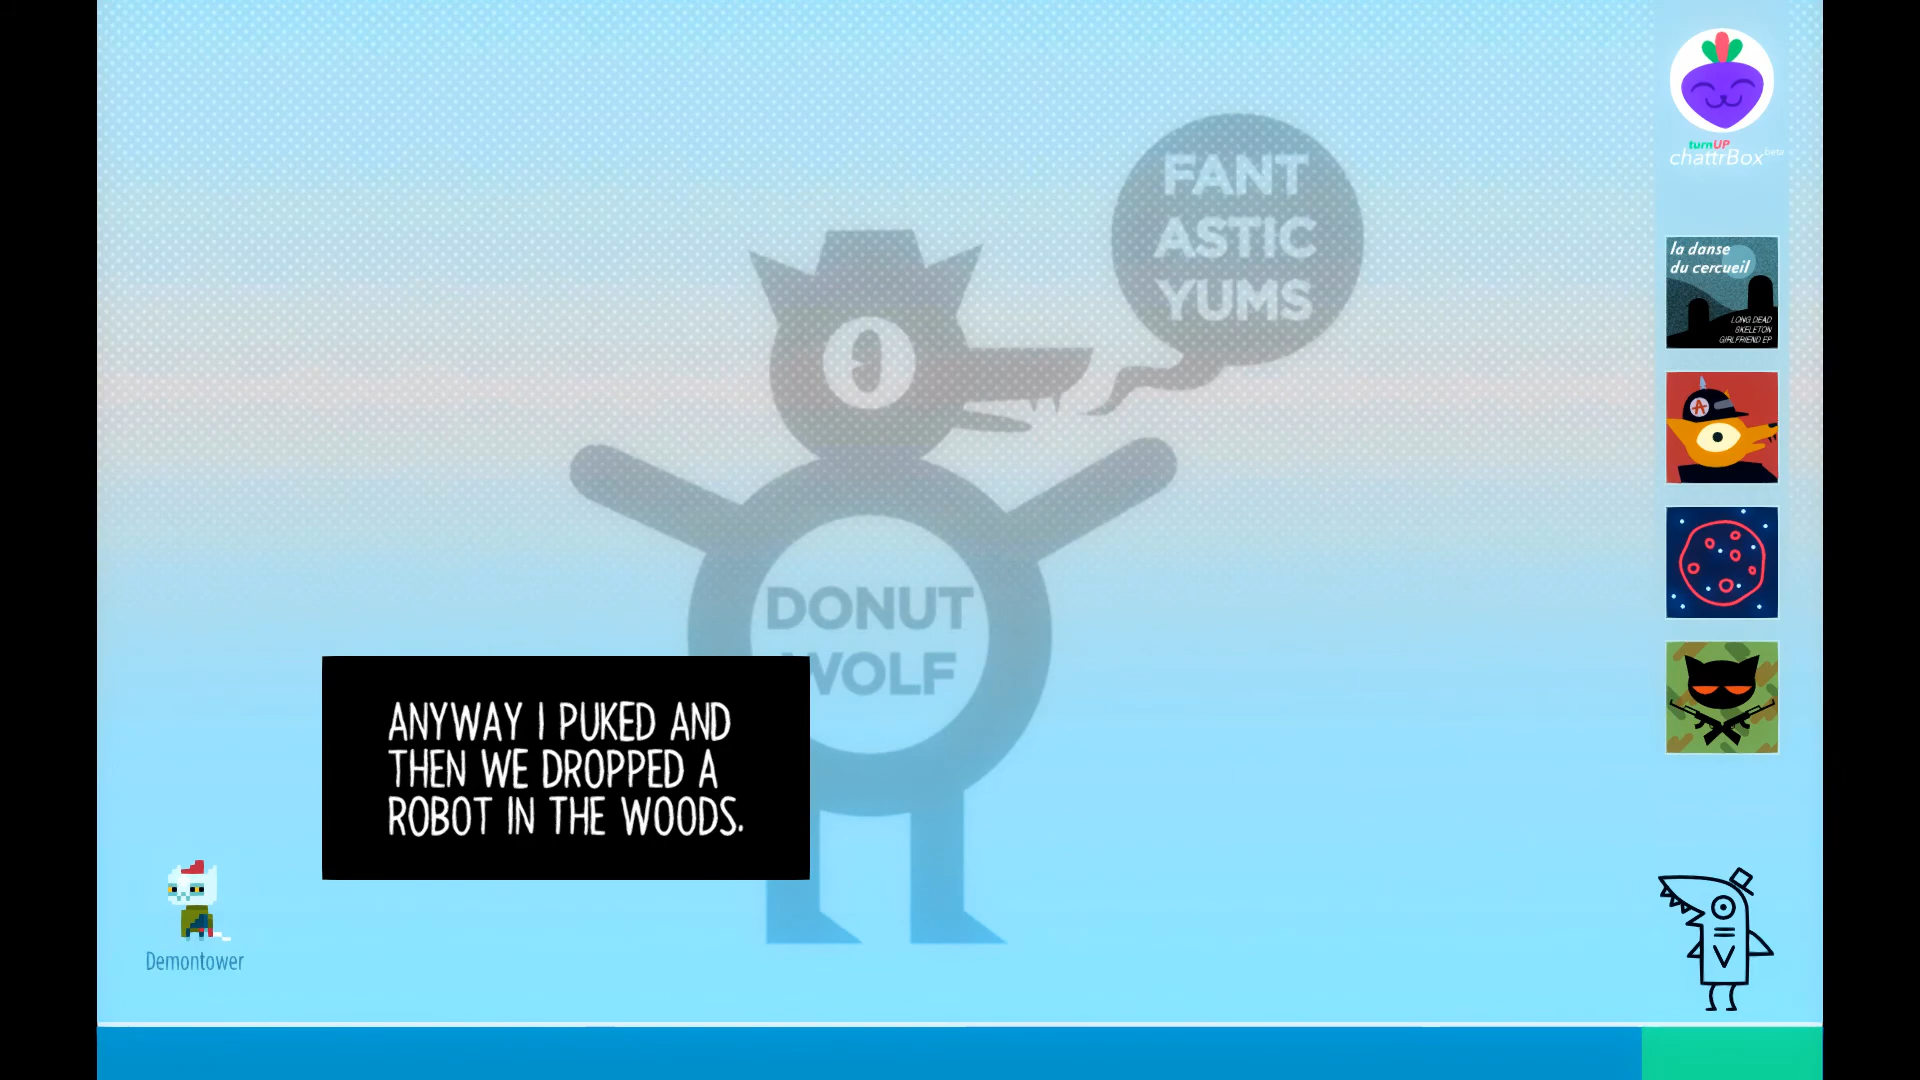 FANT
ASTIC
YUMS
turnUP
chattrBox beta
la danse
du cercueil
LONG DEAD
SKELETON
GIRLFRIEND EP
A
DONUT
WOLF
ANYWAY I PUKED AND
THEN WE DROPPED A
ROBOT IN THE WOODS.
Demontower